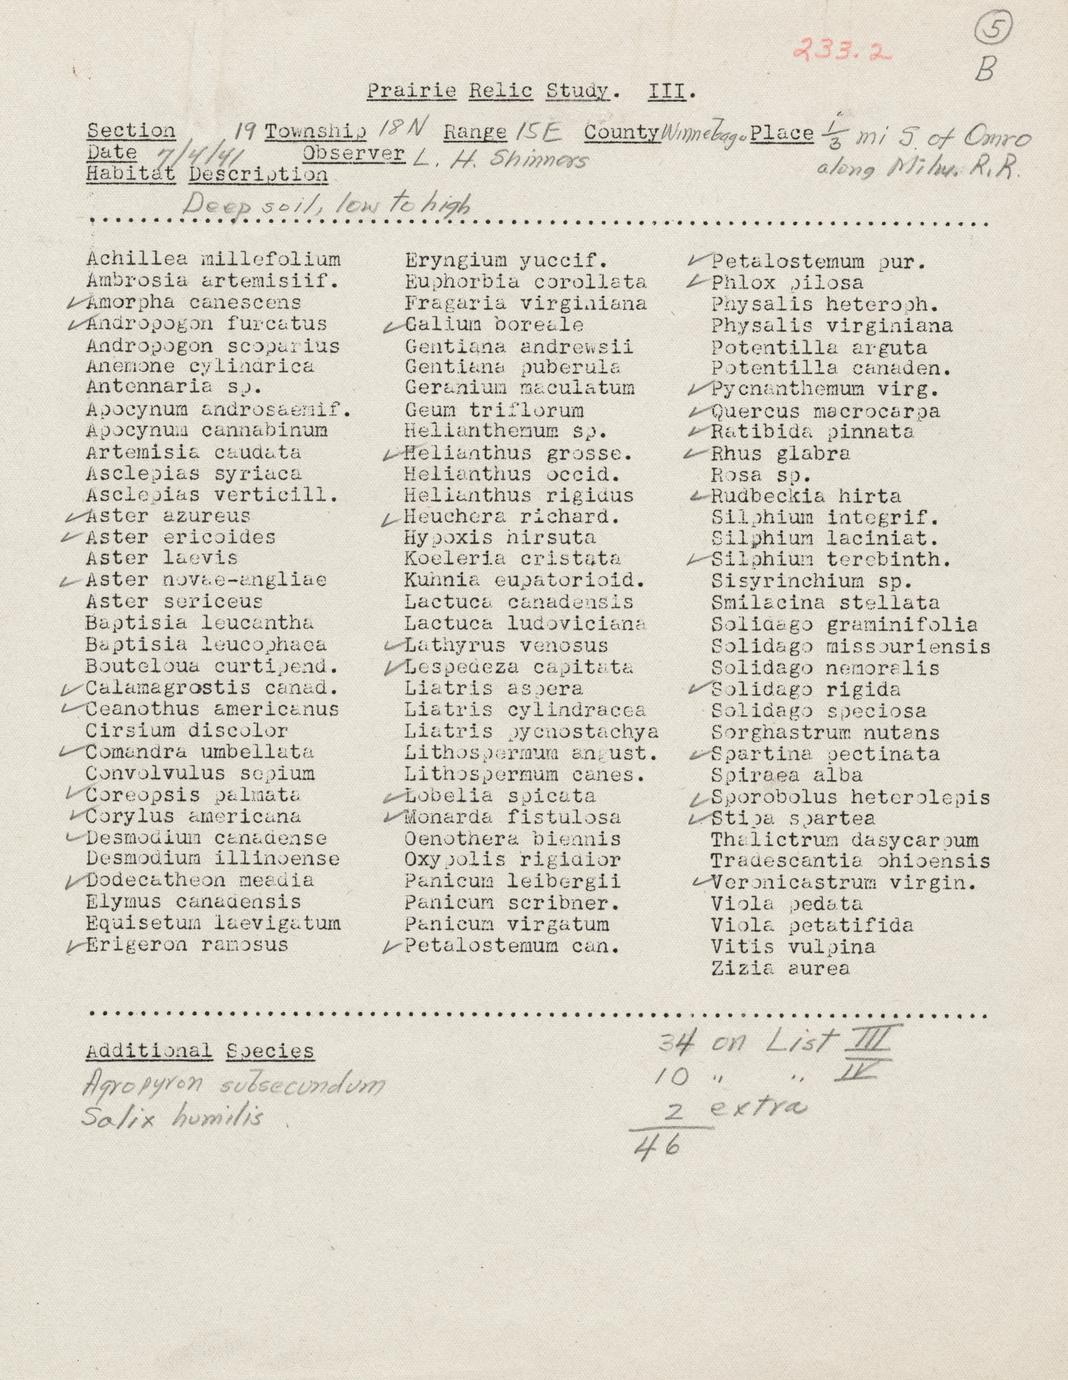 5
233.2
B
Prairie Relic Study. III.
Section 19 Township 18N Range 15E County Winnebago Place 1/3 mi S. of Omro
Date 7/4/41 Observer L. H. Shinners along Milw. R.R.
Habitat Description
Deep soil, low to high
Achillea millefolium
Ambrosia artemisiif.
✓Amorpha canescens
✓Andropogon furcatus
Andropogon scoparius
Anemone cylindrica
Antennaria sp.
Apocynum androsaemif.
Apocynum cannabinum
Artemisia caudata
Asclepias syriaca
Asclepias verticill.
✓Aster azureus
✓Aster ericoides
Aster laevis
✓Aster novae-angliae
Aster sericeus
Baptisia leucantha
Baptisia leucophaea
Bouteloua curtipend.
✓Calamagrostis canad.
✓Ceanothus americanus
Cirsium discolor
✓Comandra umbellata
Convolvulus sepium
✓Coreopsis palmata
✓Corylus americana
✓Desmodium canadense
Desmodium illinoense
✓Dodecatheon meadia
Elymus canadensis
Equisetum laevigatum
✓Erigeron ramosus
Eryngium yuccif.
Euphorbia corollata
Fragaria virginiana
✓Galium boreale
Gentiana andrewsii
Gentiana puberula
Geranium maculatum
Geum triflorum
Helianthemum sp.
✓Helianthus grosse.
Helianthus occid.
Helianthus rigidus
✓Heuchera richard.
Hypoxis hirsuta
Koeleria cristata
Kuhnia eupatorioid.
Lactuca canadensis
Lactuca ludoviciana
✓Lathyrus venosus
✓Lespedeza capitata
Liatris aspera
Liatris cylindracea
Liatris pycnostachya
Lithospermum angust.
Lithospermum canes.
✓Lobelia spicata
✓Monarda fistulosa
Oenothera biennis
Oxypolis rigidior
Panicum leibergii
Panicum scribner.
Panicum virgatum
✓Petalostemum can.
✓Petalostemum pur.
✓Phlox pilosa
Physalis heteroph.
Physalis virginiana
Potentilla arguta
Potentilla canaden.
✓Pycnanthemum virg.
✓Quercus macrocarpa
✓Ratibida pinnata
✓Rhus glabra
Rosa sp.
✓Rudbeckia hirta
Silphium integrif.
Silphium laciniat.
✓Silphium terebinth.
Sisyrinchium sp.
Smilacina stellata
Solidago graminifolia
Solidago missouriensis
Solidago nemoralis
✓Solidago rigida
Solidago speciosa
Sorghastrum nutans
✓Spartina pectinata
Spiraea alba
✓Sporobolus heterolepis
✓Stipa spartea
Thalictrum dasycarpum
Tradescantia ohioensis
✓Veronicastrum virgin.
Viola pedata
Viola petatifida
Vitis vulpina
Zizia aurea
Additional Species
Agropyron subsecundum
Salix humilis
34 on List III
10 " " IV
2 extra
46